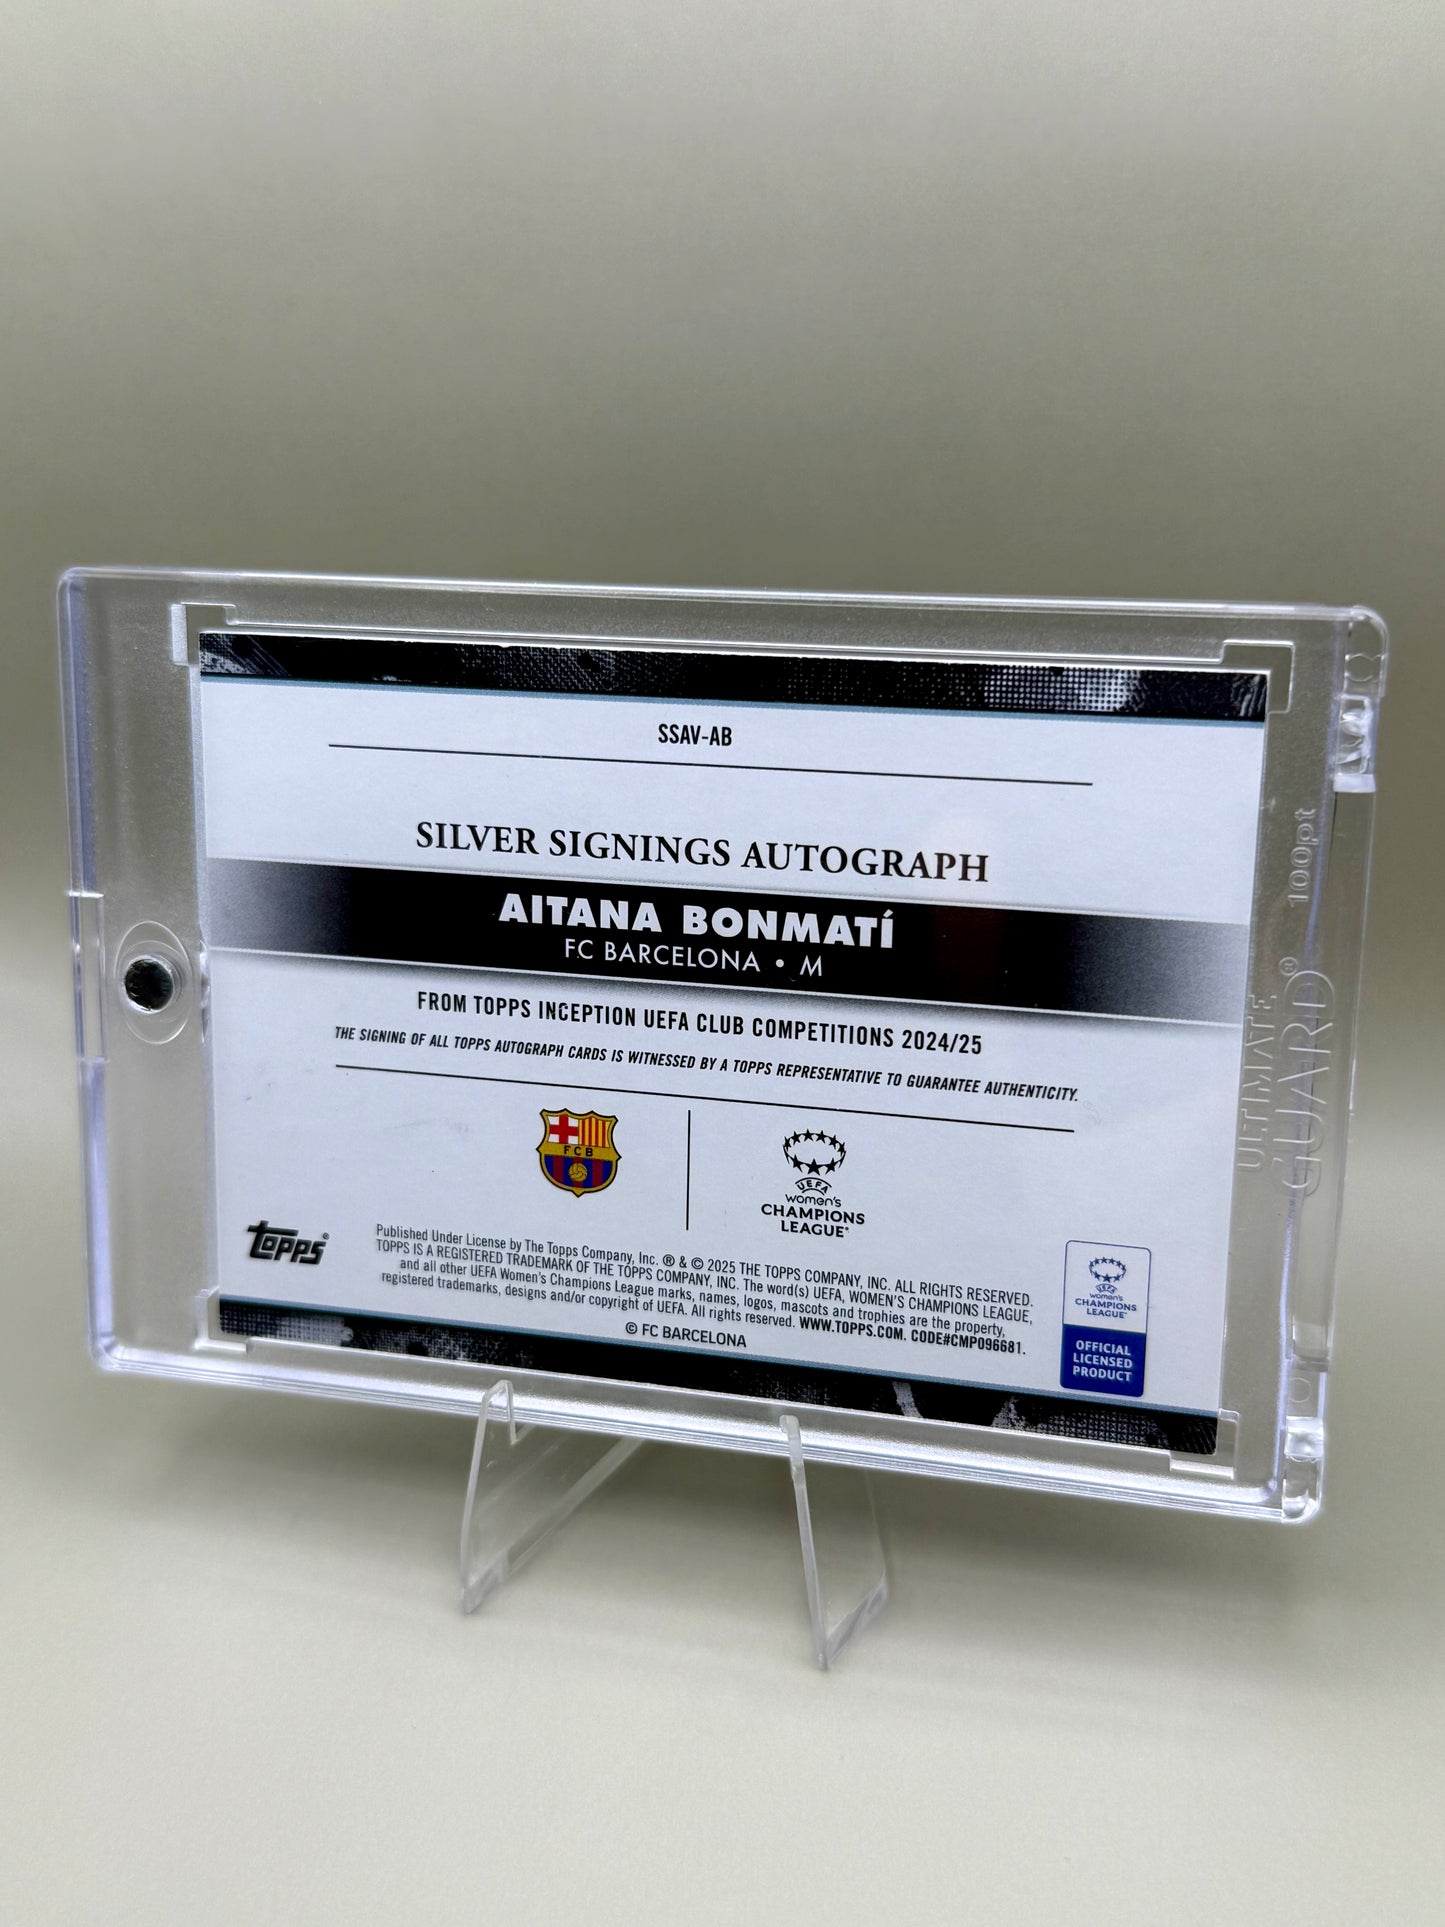 SSAV-AB
SILVER SIGNINGS AUTOGRAPH
AITANA BONMATÍ
FC BARCELONA • M
FROM TOPPS INCEPTION UEFA CLUB COMPETITIONS 2024/25
THE SIGNING OF ALL TOPPS AUTOGRAPH CARDS IS WITNESSED BY A TOPPS REPRESENTATIVE TO GUARANTEE AUTHENTICITY.
FCB
UEFA
women's
CHAMPIONS
LEAGUE™
topps®
Published Under License by The Topps Company, Inc. ® & © 2025 THE TOPPS COMPANY, INC. ALL RIGHTS RESERVED.
TOPPS IS A REGISTERED TRADEMARK OF THE TOPPS COMPANY, INC. The word(s) UEFA, WOMEN'S CHAMPIONS LEAGUE,
and all other UEFA Women's Champions League marks, names, logos, mascots and trophies are the property,
registered trademarks, designs and/or copyright of UEFA. All rights reserved. WWW.TOPPS.COM. CODE#CMP096681.
© FC BARCELONA
UEFA
women's
CHAMPIONS
LEAGUE™
OFFICIAL
LICENSED
PRODUCT
100pt
ULTIMATE
GUARD®